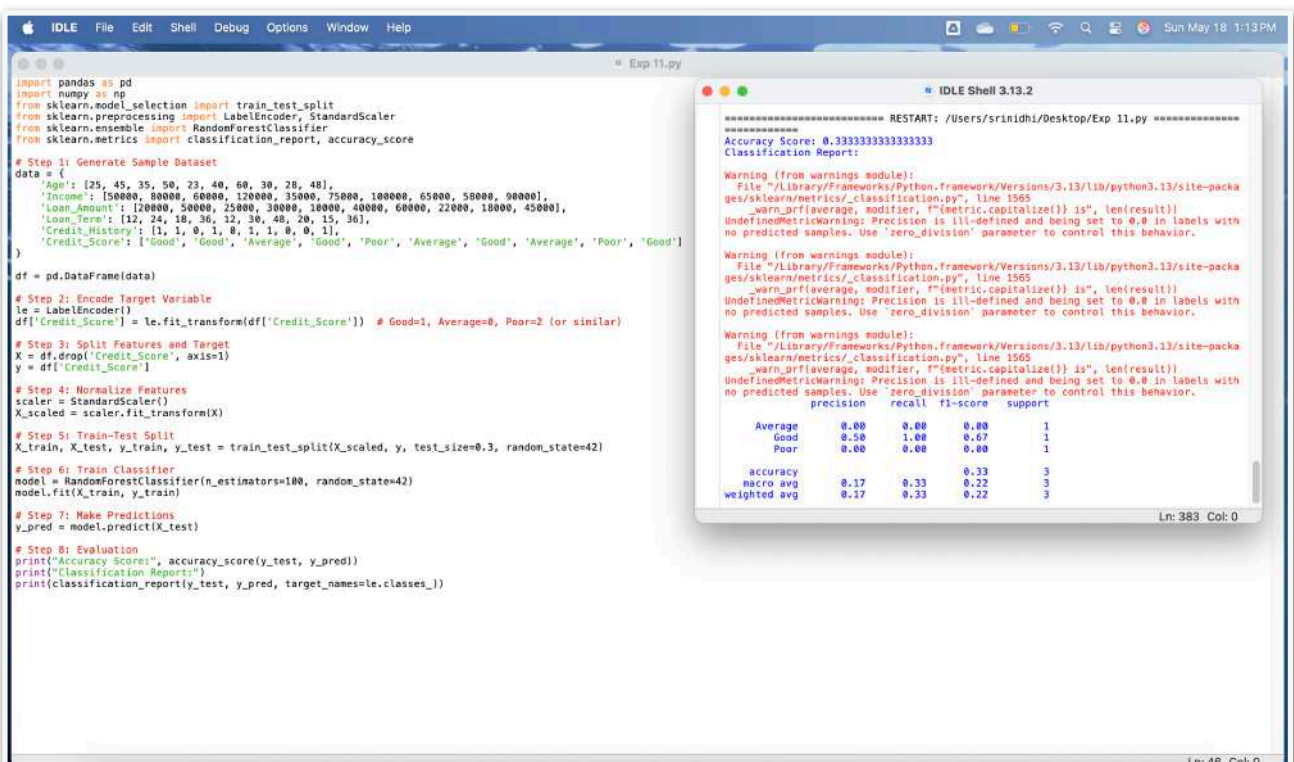 IDLE File Edit Shell Debug Options Window Help Sun May 18 1:13 PM
Exp 11.py
import pandas as pd
import numpy as np
from sklearn.model_selection import train_test_split
from sklearn.preprocessing import LabelEncoder, StandardScaler
from sklearn.ensemble import RandomForestClassifier
from sklearn.metrics import classification_report, accuracy_score
# Step 1: Generate Sample Dataset
data = {
    'Age': [25, 45, 35, 50, 23, 40, 60, 30, 28, 48],
    'Income': [50000, 80000, 60000, 120000, 35000, 75000, 100000, 65000, 58000, 90000],
    'Loan_Amount': [20000, 50000, 25000, 30000, 10000, 40000, 60000, 22000, 18000, 45000],
    'Loan_Term': [12, 24, 18, 36, 12, 30, 48, 20, 15, 36],
    'Credit_History': [1, 1, 0, 1, 0, 1, 1, 0, 0, 1],
    'Credit_Score': ['Good', 'Good', 'Average', 'Good', 'Poor', 'Average', 'Good', 'Average', 'Poor', 'Good']
}
df = pd.DataFrame(data)
# Step 2: Encode Target Variable
le = LabelEncoder()
df['Credit_Score'] = le.fit_transform(df['Credit_Score'])  # Good=1, Average=0, Poor=2 (or similar)
# Step 3: Split Features and Target
X = df.drop('Credit_Score', axis=1)
y = df['Credit_Score']
# Step 4: Normalize Features
scaler = StandardScaler()
X_scaled = scaler.fit_transform(X)
# Step 5: Train-Test Split
X_train, X_test, y_train, y_test = train_test_split(X_scaled, y, test_size=0.3, random_state=42)
# Step 6: Train Classifier
model = RandomForestClassifier(n_estimators=100, random_state=42)
model.fit(X_train, y_train)
# Step 7: Make Predictions
y_pred = model.predict(X_test)
# Step 8: Evaluation
print("Accuracy Score:", accuracy_score(y_test, y_pred))
print("Classification Report:")
print(classification_report(y_test, y_pred, target_names=le.classes_))
IDLE Shell 3.13.2
========================== RESTART: /Users/srinidhi/Desktop/Exp 11.py ==============
============
Accuracy Score: 0.3333333333333333
Classification Report:
Warning (from warnings module):
  File "/Library/Frameworks/Python.framework/Versions/3.13/lib/python3.13/site-packa
ges/sklearn/metrics/_classification.py", line 1565
    _warn_prf(average, modifier, f"{metric.capitalize()} is", len(result))
UndefinedMetricWarning: Precision is ill-defined and being set to 0.0 in labels with
no predicted samples. Use `zero_division` parameter to control this behavior.
Warning (from warnings module):
  File "/Library/Frameworks/Python.framework/Versions/3.13/lib/python3.13/site-packa
ges/sklearn/metrics/_classification.py", line 1565
    _warn_prf(average, modifier, f"{metric.capitalize()} is", len(result))
UndefinedMetricWarning: Precision is ill-defined and being set to 0.0 in labels with
no predicted samples. Use `zero_division` parameter to control this behavior.
Warning (from warnings module):
  File "/Library/Frameworks/Python.framework/Versions/3.13/lib/python3.13/site-packa
ges/sklearn/metrics/_classification.py", line 1565
    _warn_prf(average, modifier, f"{metric.capitalize()} is", len(result))
UndefinedMetricWarning: Precision is ill-defined and being set to 0.0 in labels with
no predicted samples. Use `zero_division` parameter to control this behavior.
precision recall f1-score support
Average 0.00 0.00 0.00 1
Good 0.50 1.00 0.67 1
Poor 0.00 0.00 0.00 1
accuracy 0.33 3
macro avg 0.17 0.33 0.22 3
weighted avg 0.17 0.33 0.22 3
Ln: 383 Col: 0
Ln: 46 Col: 0